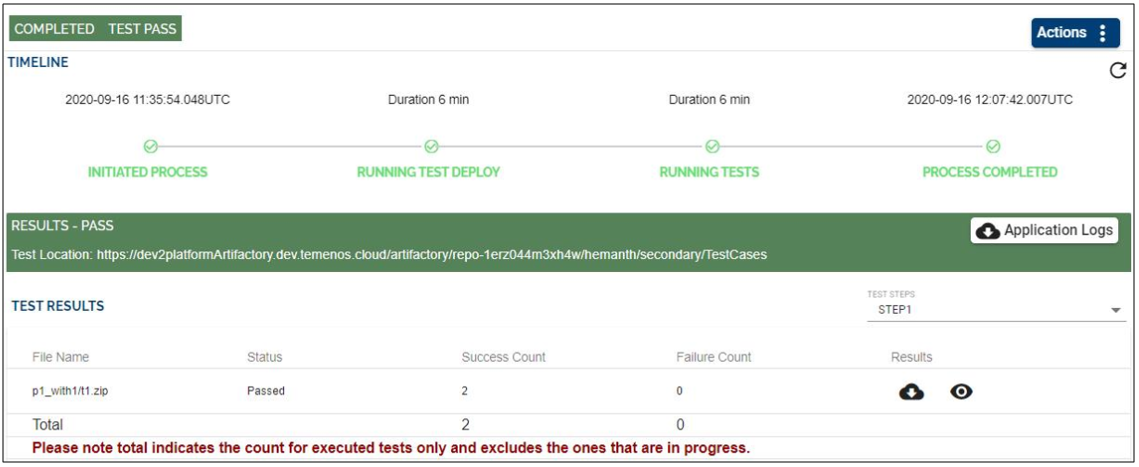 COMPLETED TEST PASS
Actions
TIMELINE
2020-09-16 11:35:54.048UTC Duration 6 min Duration 6 min 2020-09-16 12:07:42.007UTC
INITIATED PROCESS RUNNING TEST DEPLOY RUNNING TESTS PROCESS COMPLETED
RESULTS - PASS
Application Logs
Test Location: https://dev2platformArtifactory.dev.temenos.cloud/artifactory/repo-1erz044m3xh4w/hemanth/secondary/TestCases
TEST RESULTS
TEST STEPS
STEP1
File Name Status Success Count Failure Count Results
p1_with1/t1.zip Passed 2 0
Total 2 0
Please note total indicates the count for executed tests only and excludes the ones that are in progress.